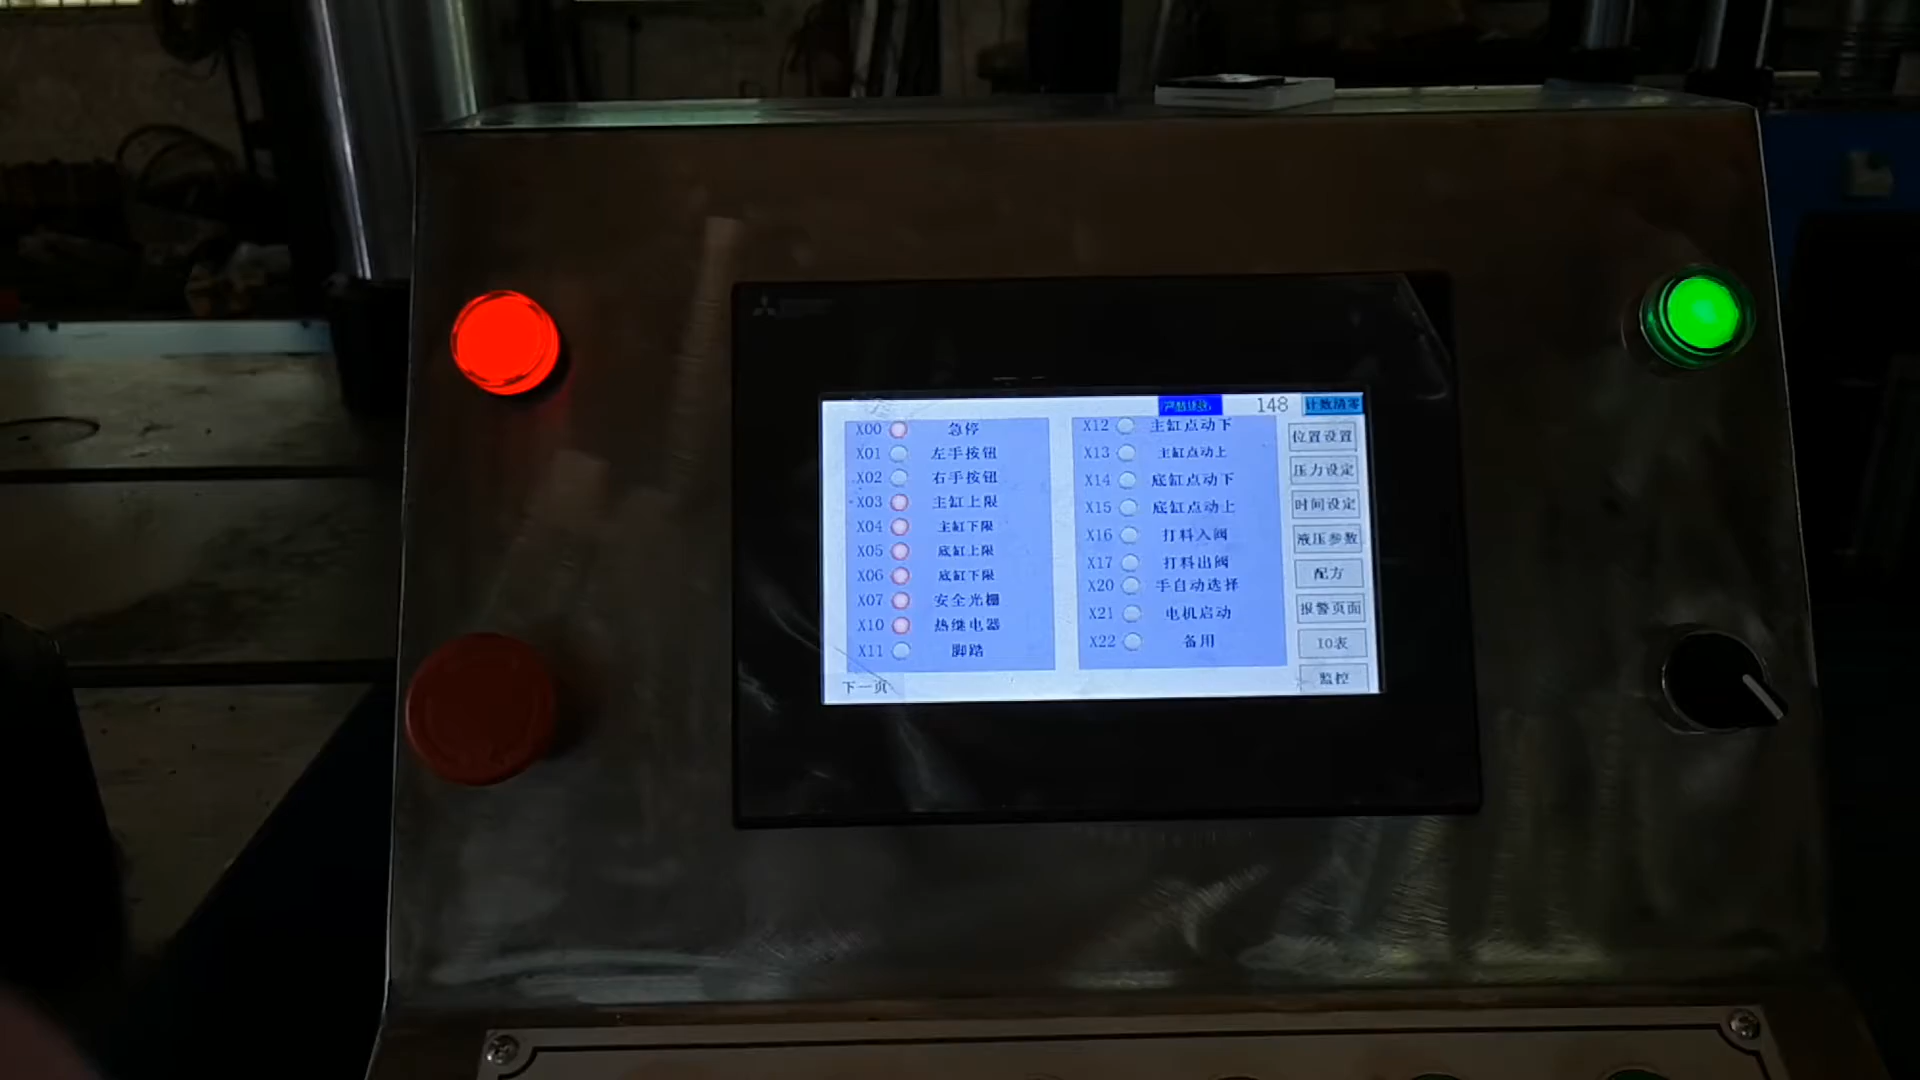 148 计数清零
X00 急停
X01 左手按钮
X02 右手按钮
X03 主缸上限
X04 主缸下限
X05 底缸上限
X06 底缸下限
X07 安全光栅
X10 热继电器
X11 脚踏
下一页
X12 主缸点动下
X13 主缸点动上
X14 底缸点动下
X15 底缸点动上
X16 打料入阀
X17 打料出阀
X20 手自动选择
X21 电机启动
X22 备用
位置设置
压力设定
时间设定
液压参数
配方
报警页面
IO表
监控